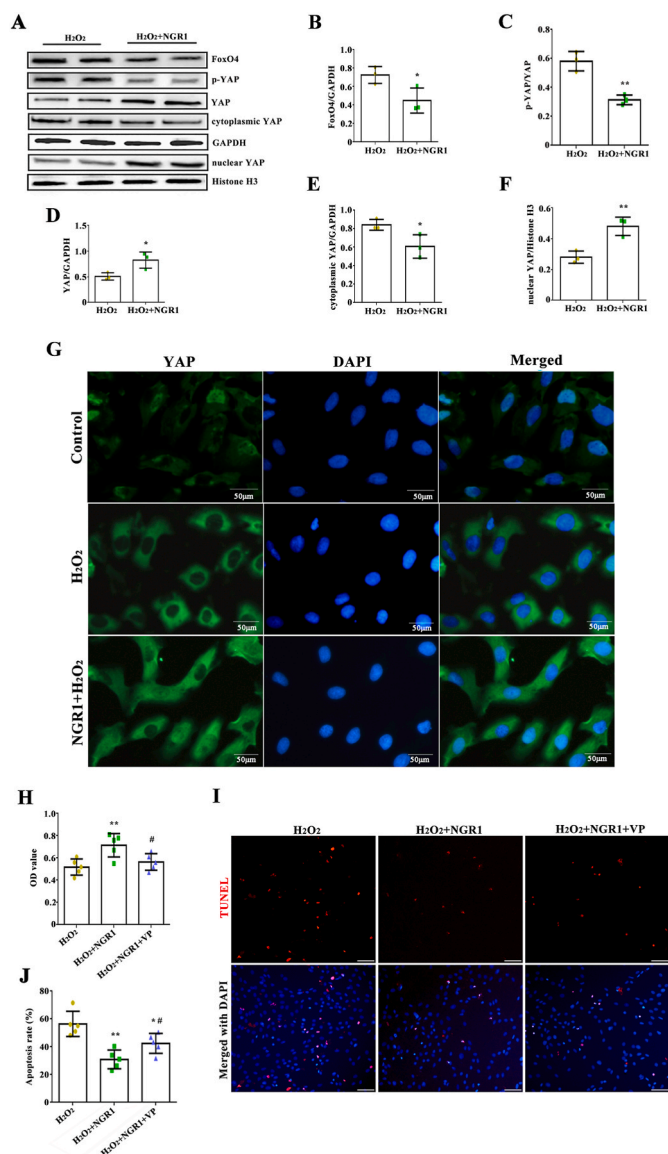 A
H₂O₂ H₂O₂+NGR1
FoxO4
p-YAP
YAP
cytoplasmic YAP
GAPDH
nuclear YAP
Histone H3
B
FoxO4/GAPDH
1.0
0.8
0.6
0.4
0.2
0.0
*
H₂O₂ H₂O₂+NGR1
C
p-YAP/YAP
0.8
0.6
0.4
0.2
0.0
**
H₂O₂ H₂O₂+NGR1
D
YAP/GAPDH
1.5
1.0
0.5
0.0
*
H₂O₂ H₂O₂+NGR1
E
cytoplasmic YAP/GAPDH
1.0
0.8
0.6
0.4
0.2
0.0
*
H₂O₂ H₂O₂+NGR1
F
nuclear YAP/Histone H3
0.6
0.4
0.2
0.0
**
H₂O₂ H₂O₂+NGR1
G
YAP DAPI Merged
Control
50μm 50μm 50μm
H₂O₂
50μm 50μm 50μm
NGR1+H₂O₂
50μm 50μm 50μm
H
OD value
1.0
0.8
0.6
0.4
0.2
0.0
** #
H₂O₂ H₂O₂+NGR1 H₂O₂+NGR1+VP
I
H₂O₂ H₂O₂+NGR1 H₂O₂+NGR1+VP
TUNEL
Merged with DAPI
J
Apoptosis rate (%)
80
60
40
20
0
** * #
H₂O₂ H₂O₂+NGR1 H₂O₂+NGR1+VP